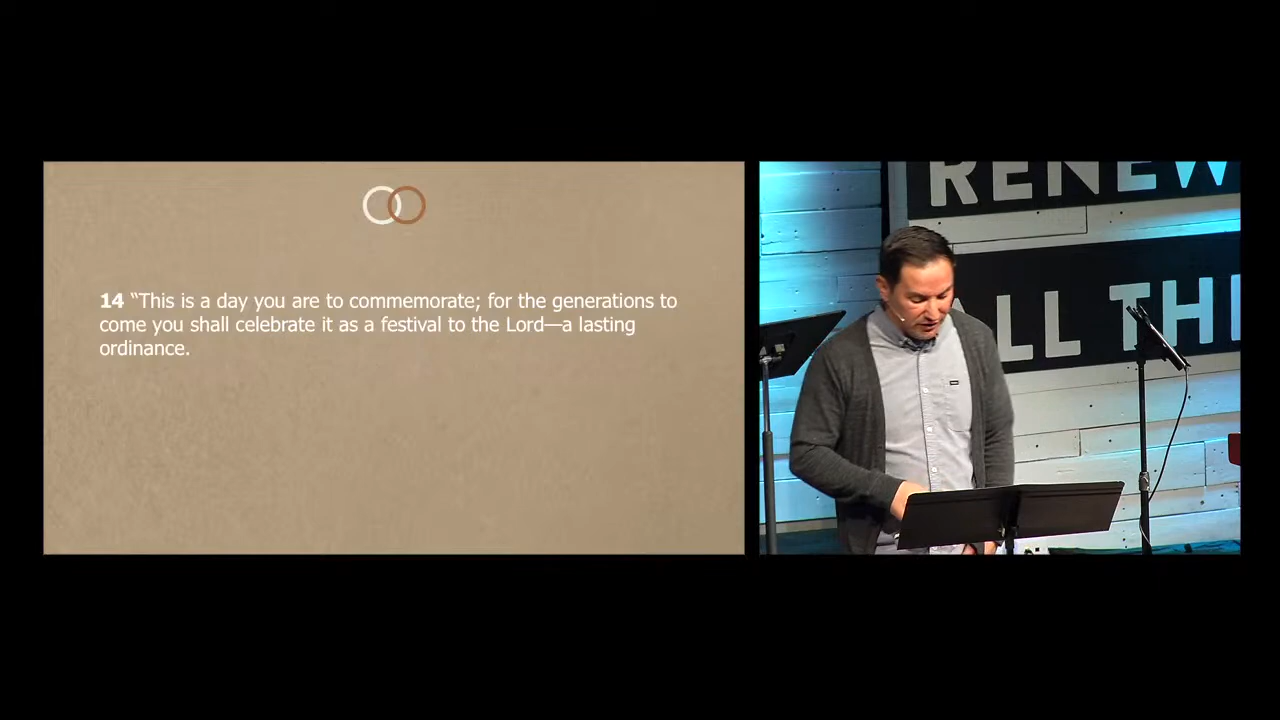 14 “This is a day you are to commemorate; for the generations to
come you shall celebrate it as a festival to the Lord—a lasting
ordinance.
RENEW
ALL THI